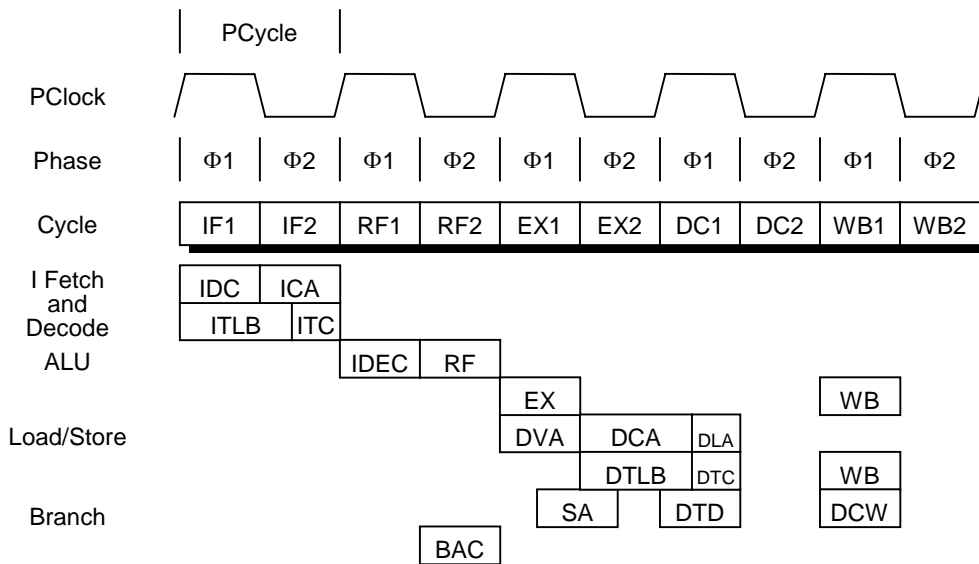 PCycle
PClock
Phase Φ1 Φ2 Φ1 Φ2 Φ1 Φ2 Φ1 Φ2 Φ1 Φ2
Cycle IF1 IF2 RF1 RF2 EX1 EX2 DC1 DC2 WB1 WB2
I Fetch
and
Decode
IDC ICA
ITLB ITC
ALU IDEC RF
EX WB
Load/Store DVA DCA DLA
DTLB DTC WB
SA DTD DCW
Branch
BAC